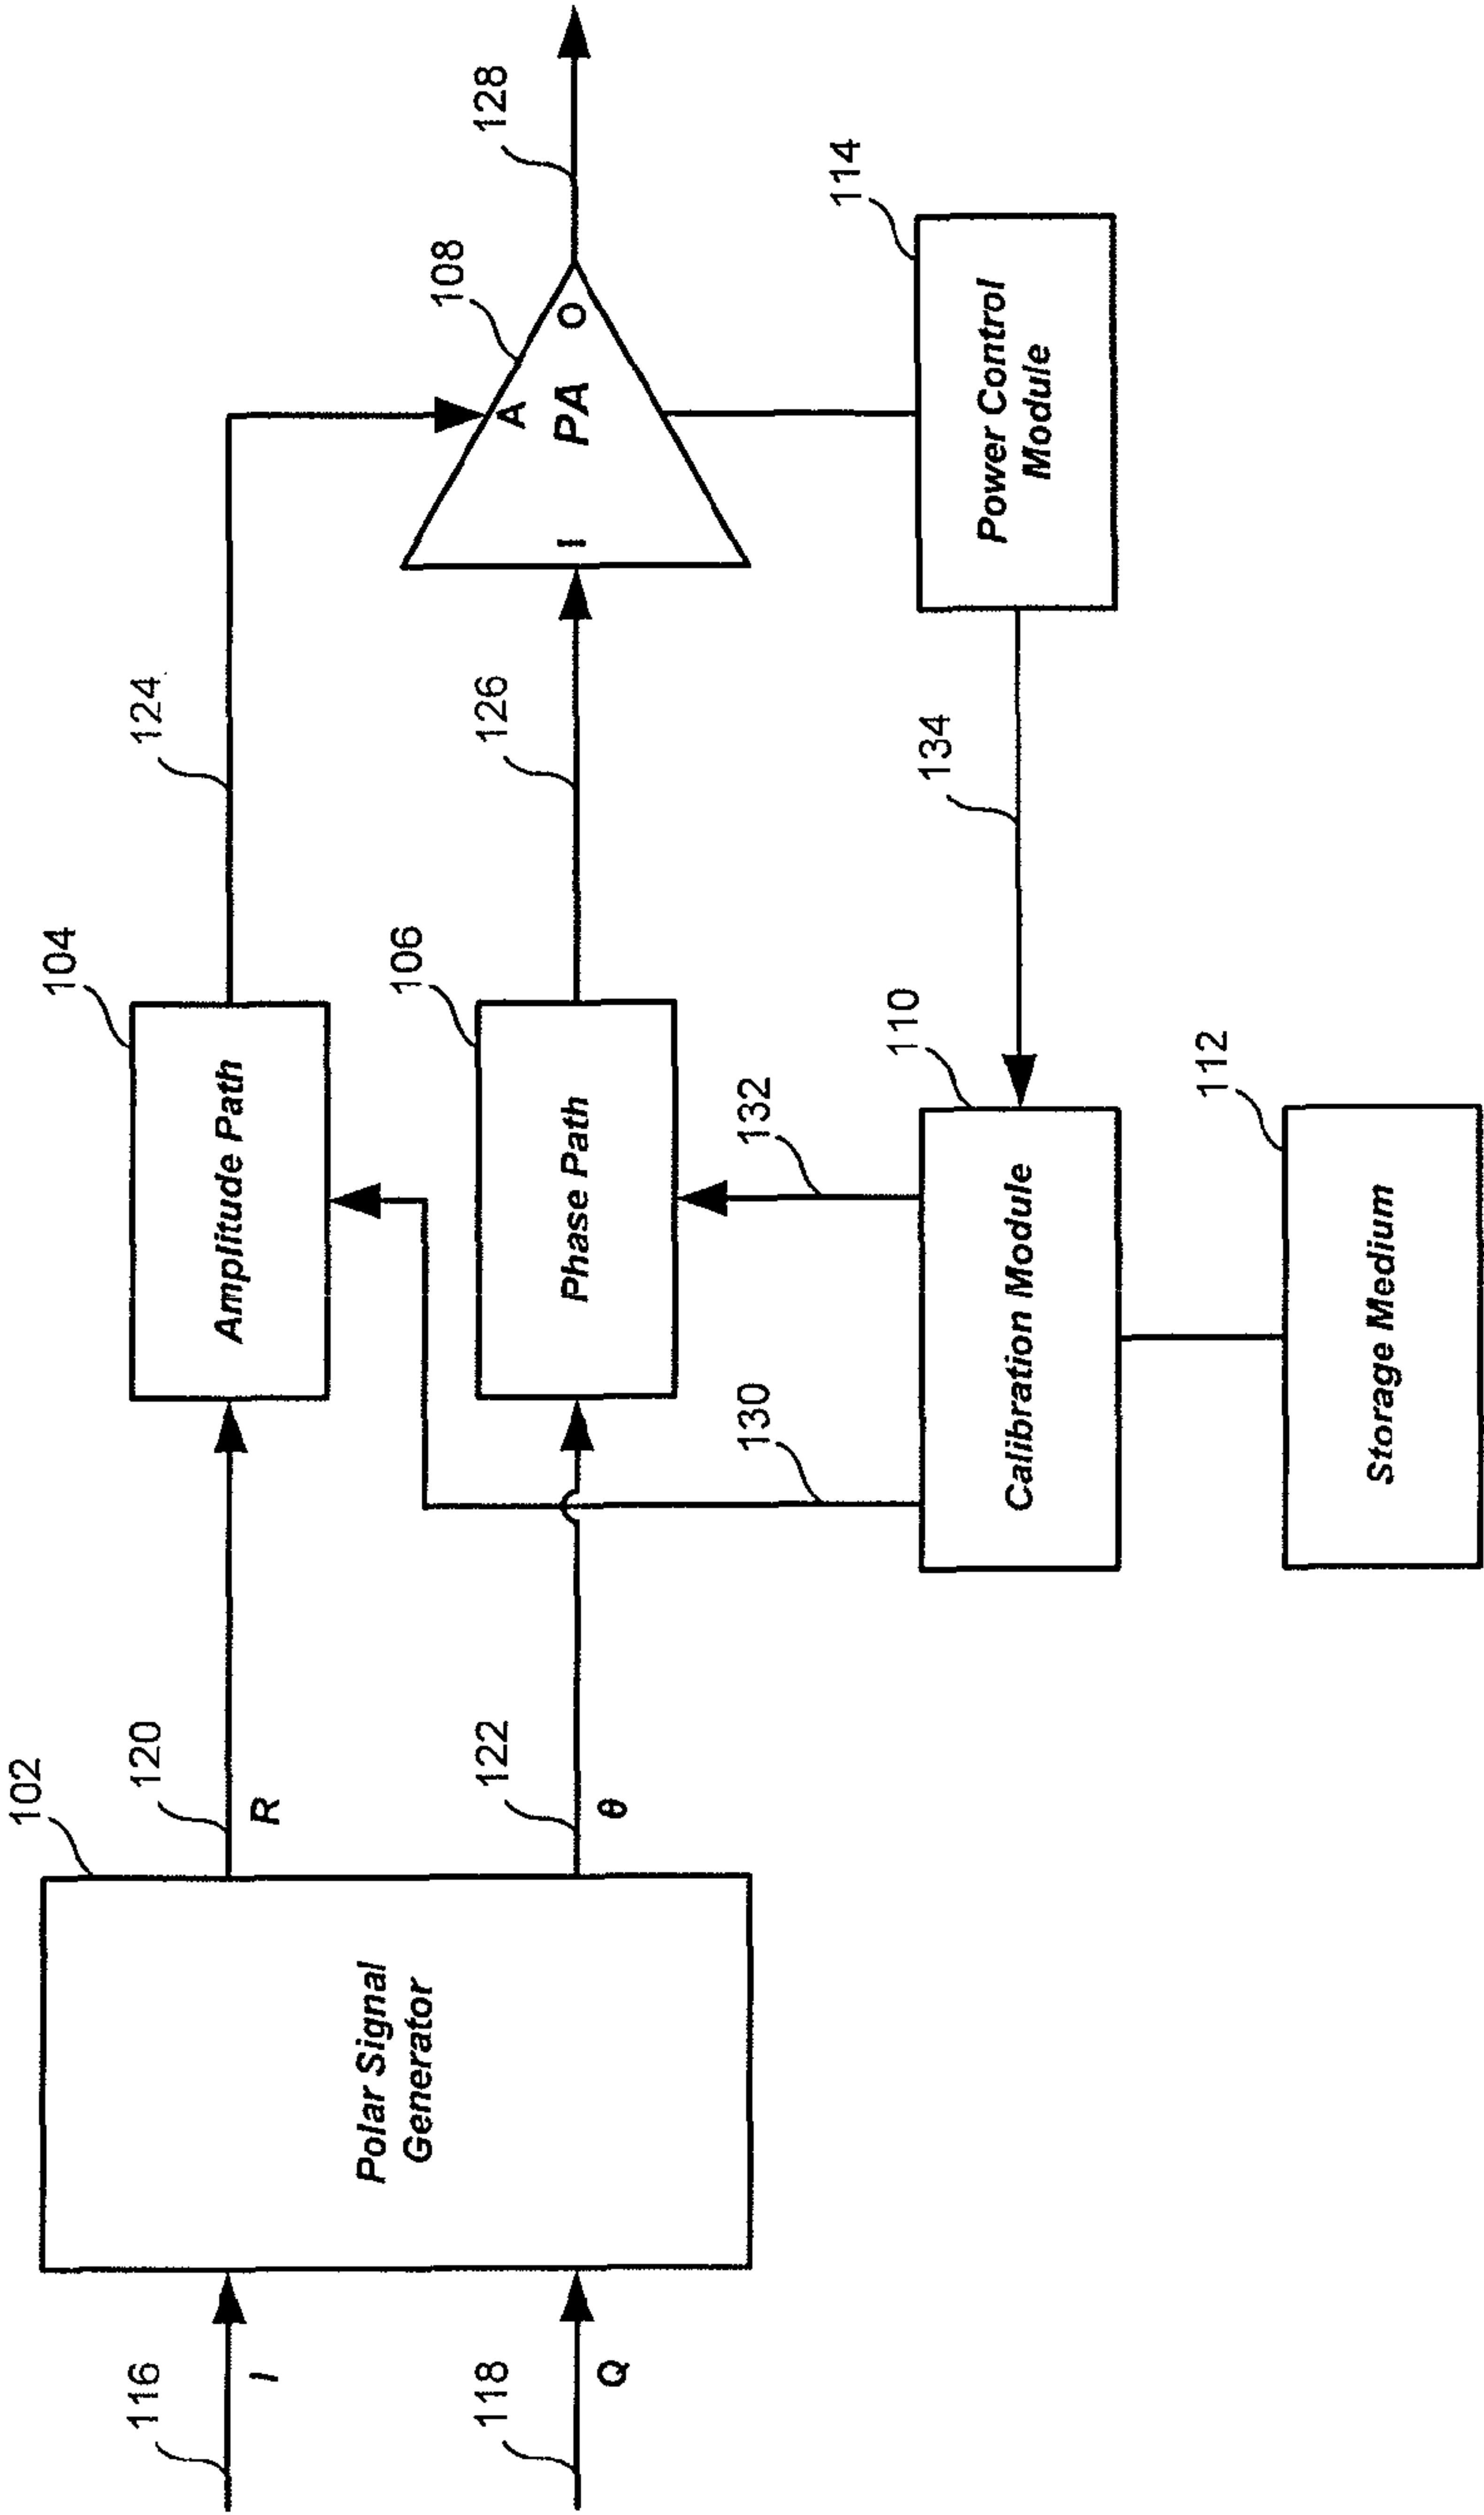 102
104
106
108
116
I
118
Q
Polar Signal
Generator
120
R
122
θ
Amplitude Path
Phase Path
124
126
A
I
PA
O
128
130
132
110
134
114
Calibration Module
Power Control
Module
112
Storage Medium